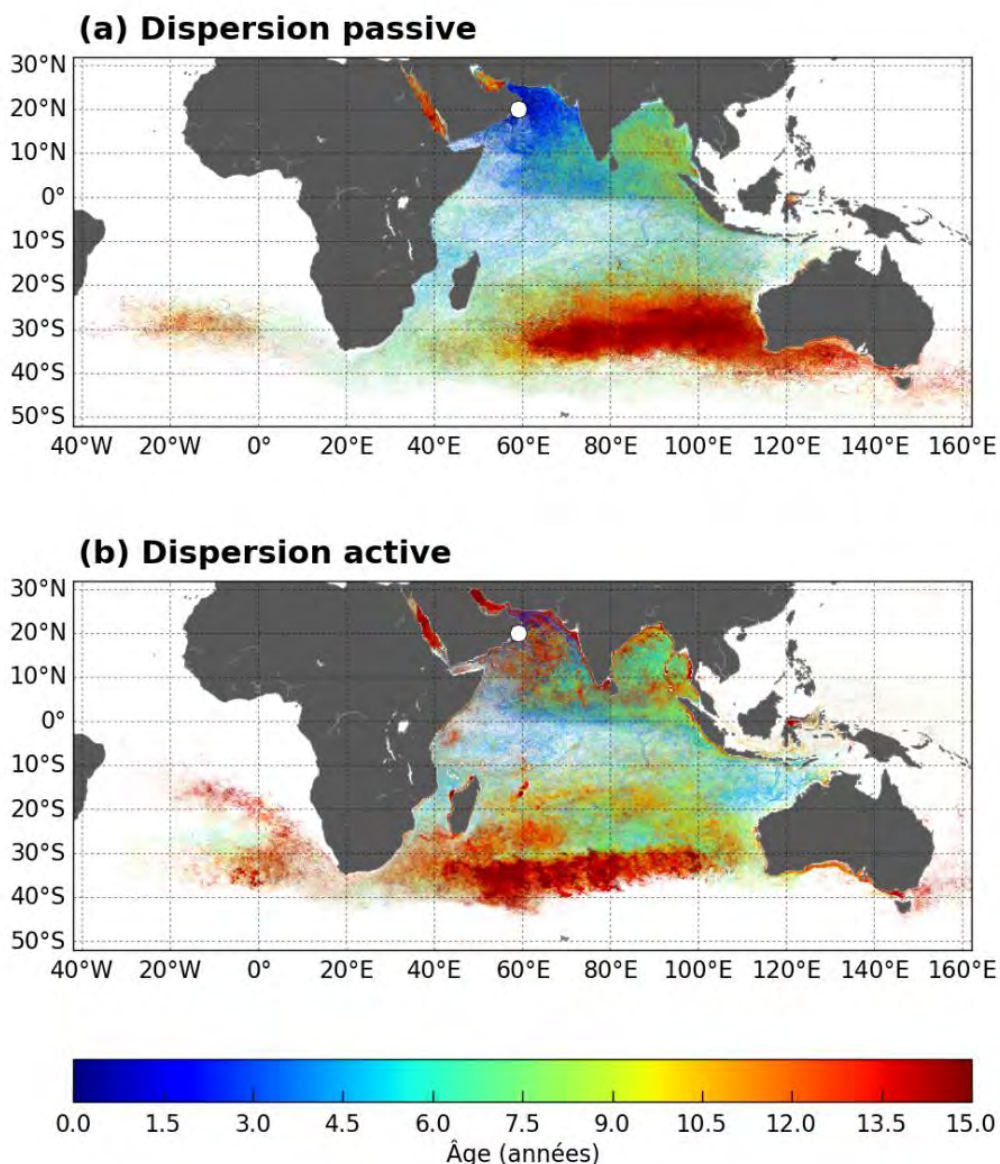 (a) Dispersion passive
30°N
20°N
10°N
0°
10°S
20°S
30°S
40°S
50°S
40°W 20°W 0° 20°E 40°E 60°E 80°E 100°E 120°E 140°E 160°E
(b) Dispersion active
30°N
20°N
10°N
0°
10°S
20°S
30°S
40°S
50°S
40°W 20°W 0° 20°E 40°E 60°E 80°E 100°E 120°E 140°E 160°E
0.0 1.5 3.0 4.5 6.0 7.5 9.0 10.5 12.0 13.5 15.0
Âge (années)